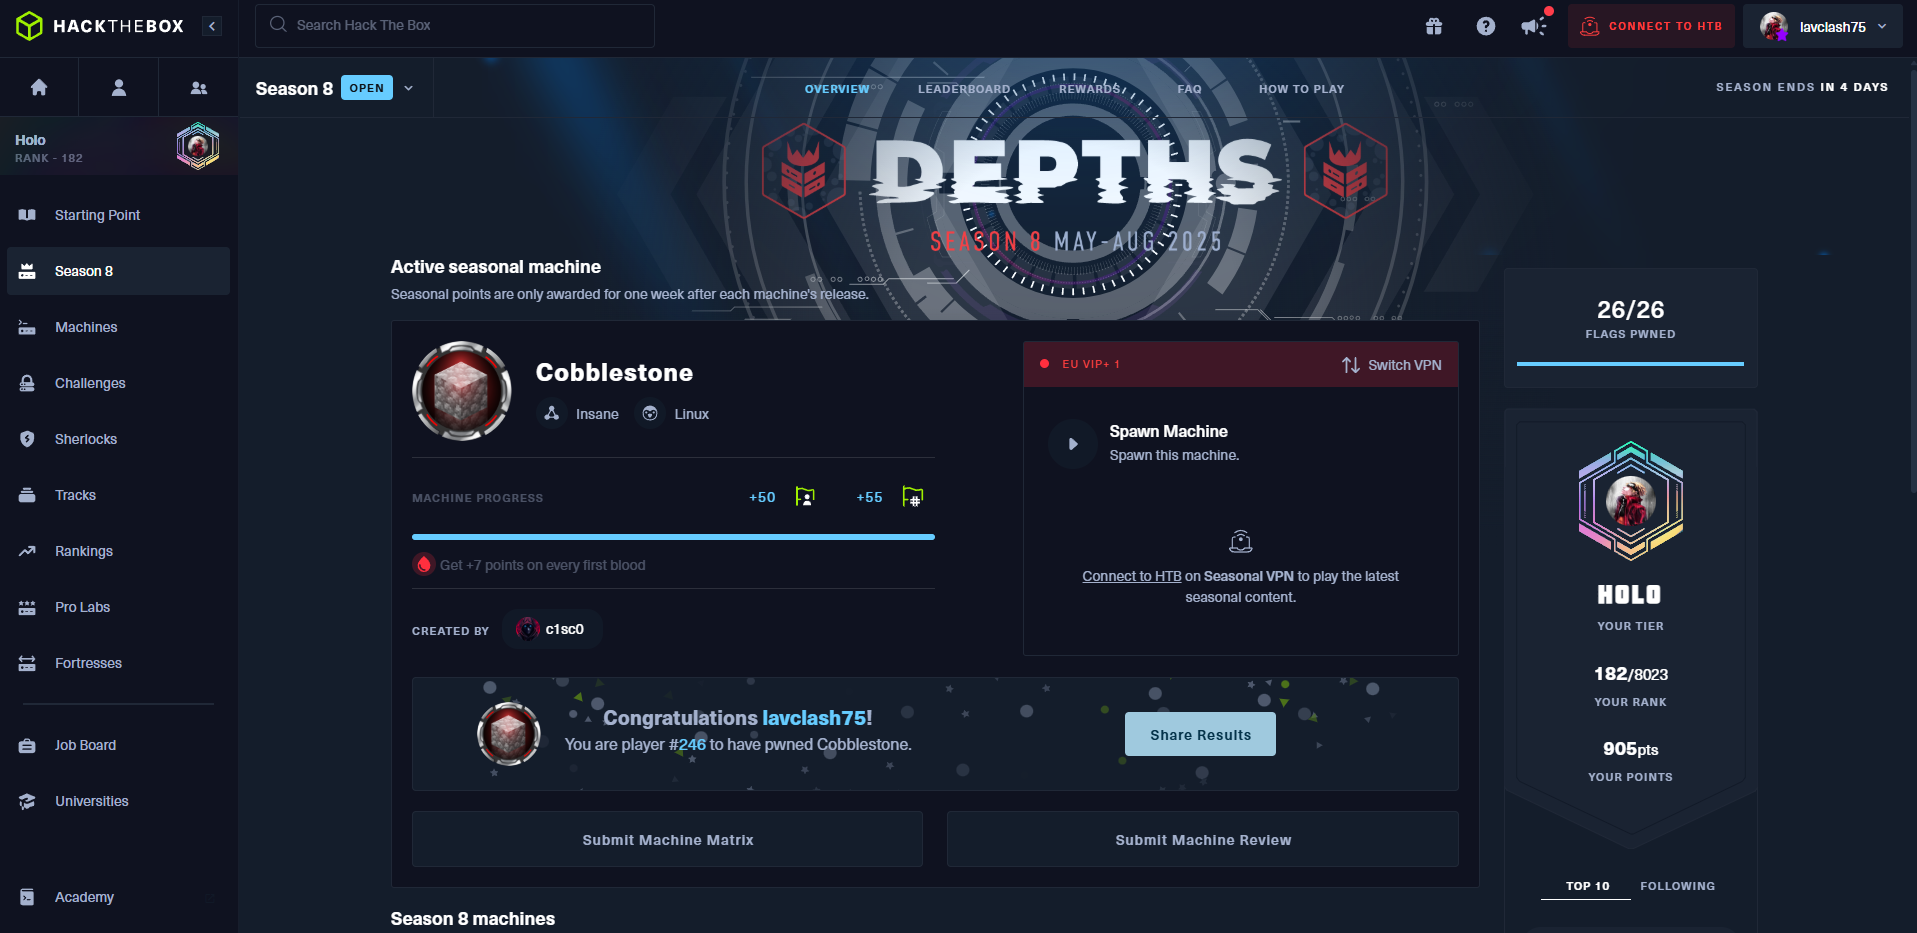 HACKTHEBOX
Search Hack The Box
CONNECT TO HTB
lavclash75
Holo
RANK - 182
Starting Point
Season 8
Machines
Challenges
Sherlocks
Tracks
Rankings
Pro Labs
Fortresses
Job Board
Universities
Academy
Season 8 OPEN
OVERVIEW LEADERBOARD REWARDS FAQ HOW TO PLAY
SEASON ENDS IN 4 DAYS
DEPTHS
SEASON 8 MAY-AUG 2025
Active seasonal machine
Seasonal points are only awarded for one week after each machine's release.
Cobblestone
Insane Linux
MACHINE PROGRESS +50 +55
Get +7 points on every first blood
CREATED BY c1sc0
EU VIP+ 1 Switch VPN
Spawn Machine
Spawn this machine.
Connect to HTB on Seasonal VPN to play the latest
seasonal content.
Congratulations lavclash75!
You are player #246 to have pwned Cobblestone.
Share Results
Submit Machine Matrix
Submit Machine Review
Season 8 machines
26/26
FLAGS PWNED
HOLO
YOUR TIER
182/8023
YOUR RANK
905pts
YOUR POINTS
TOP 10 FOLLOWING